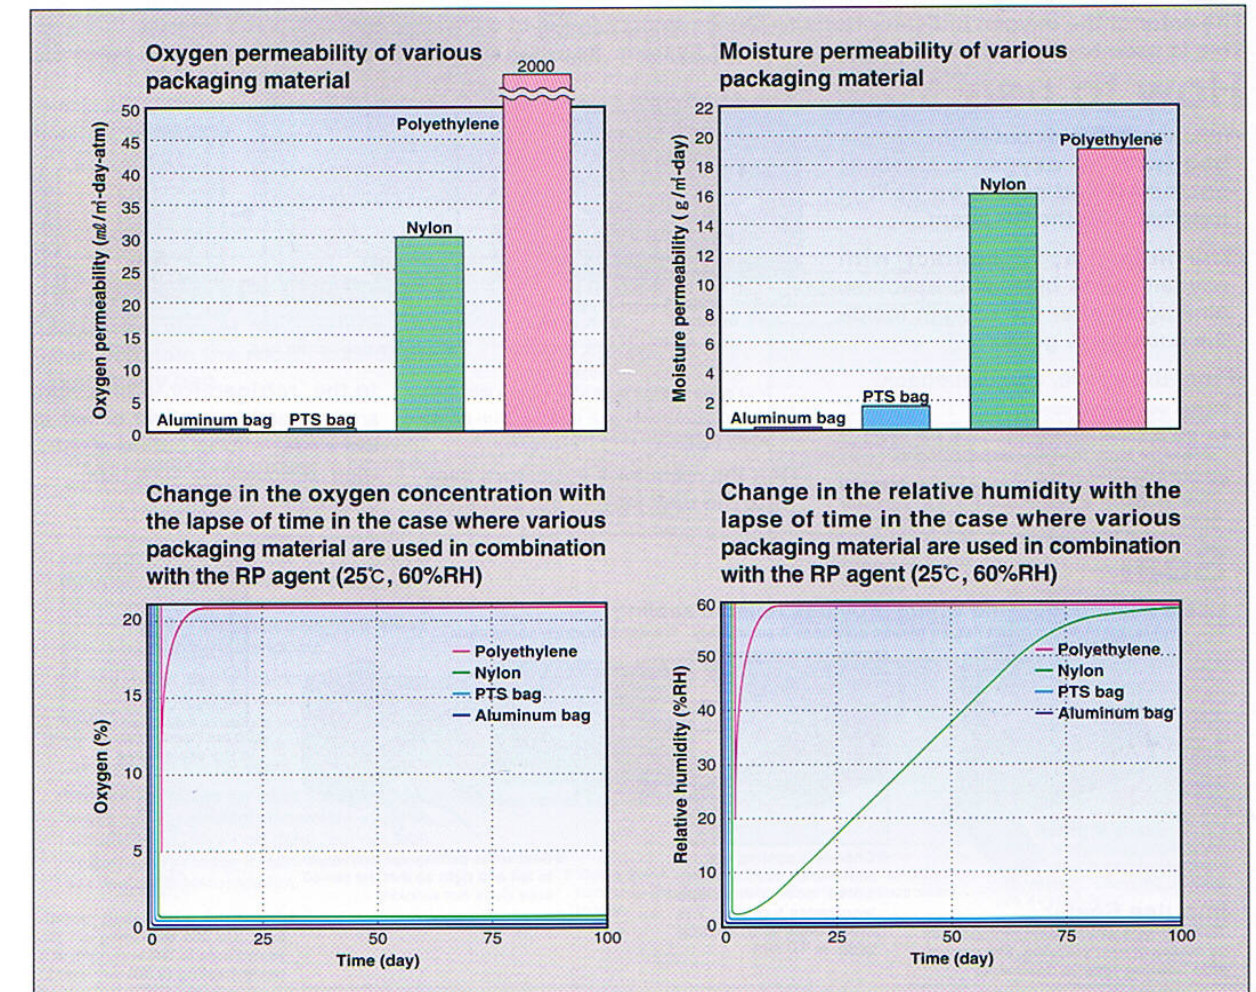 Oxygen permeability of various
packaging material
2000
50
45
40
35
30
25
20
15
10
5
0
Oxygen permeability (㎖/㎡-day-atm)
Polyethylene
Nylon
Aluminum bag
PTS bag
Moisture permeability of various
packaging material
22
20
18
16
14
12
10
8
6
4
2
0
Moisture permeability (g/㎡-day)
Polyethylene
Nylon
PTS bag
Aluminum bag
Change in the oxygen concentration with
the lapse of time in the case where various
packaging material are used in combination
with the RP agent (25℃, 60%RH)
20
15
10
5
0
Oxygen (%)
Polyethylene
Nylon
PTS bag
Aluminum bag
0 25 50 75 100
Time (day)
Change in the relative humidity with the
lapse of time in the case where various
packaging material are used in combination
with the RP agent (25℃, 60%RH)
60
50
40
30
20
10
0
Relative humidity (%RH)
Polyethylene
Nylon
PTS bag
Aluminum bag
0 25 50 75 100
Time (day)